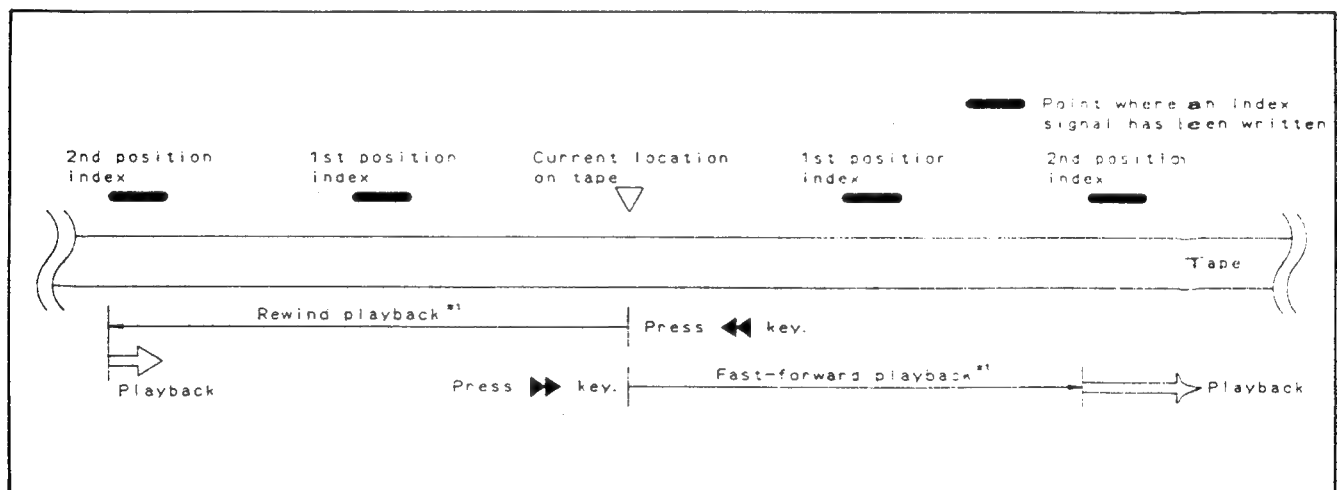 Point where an index
signal has been written
2nd position
index
1st position
index
Current location
on tape
1st position
index
2nd position
index
Tape
Rewind playback*1
Press ◀◀ key.
Playback
Press ▶▶ key.
Fast-forward playback*1
Playback